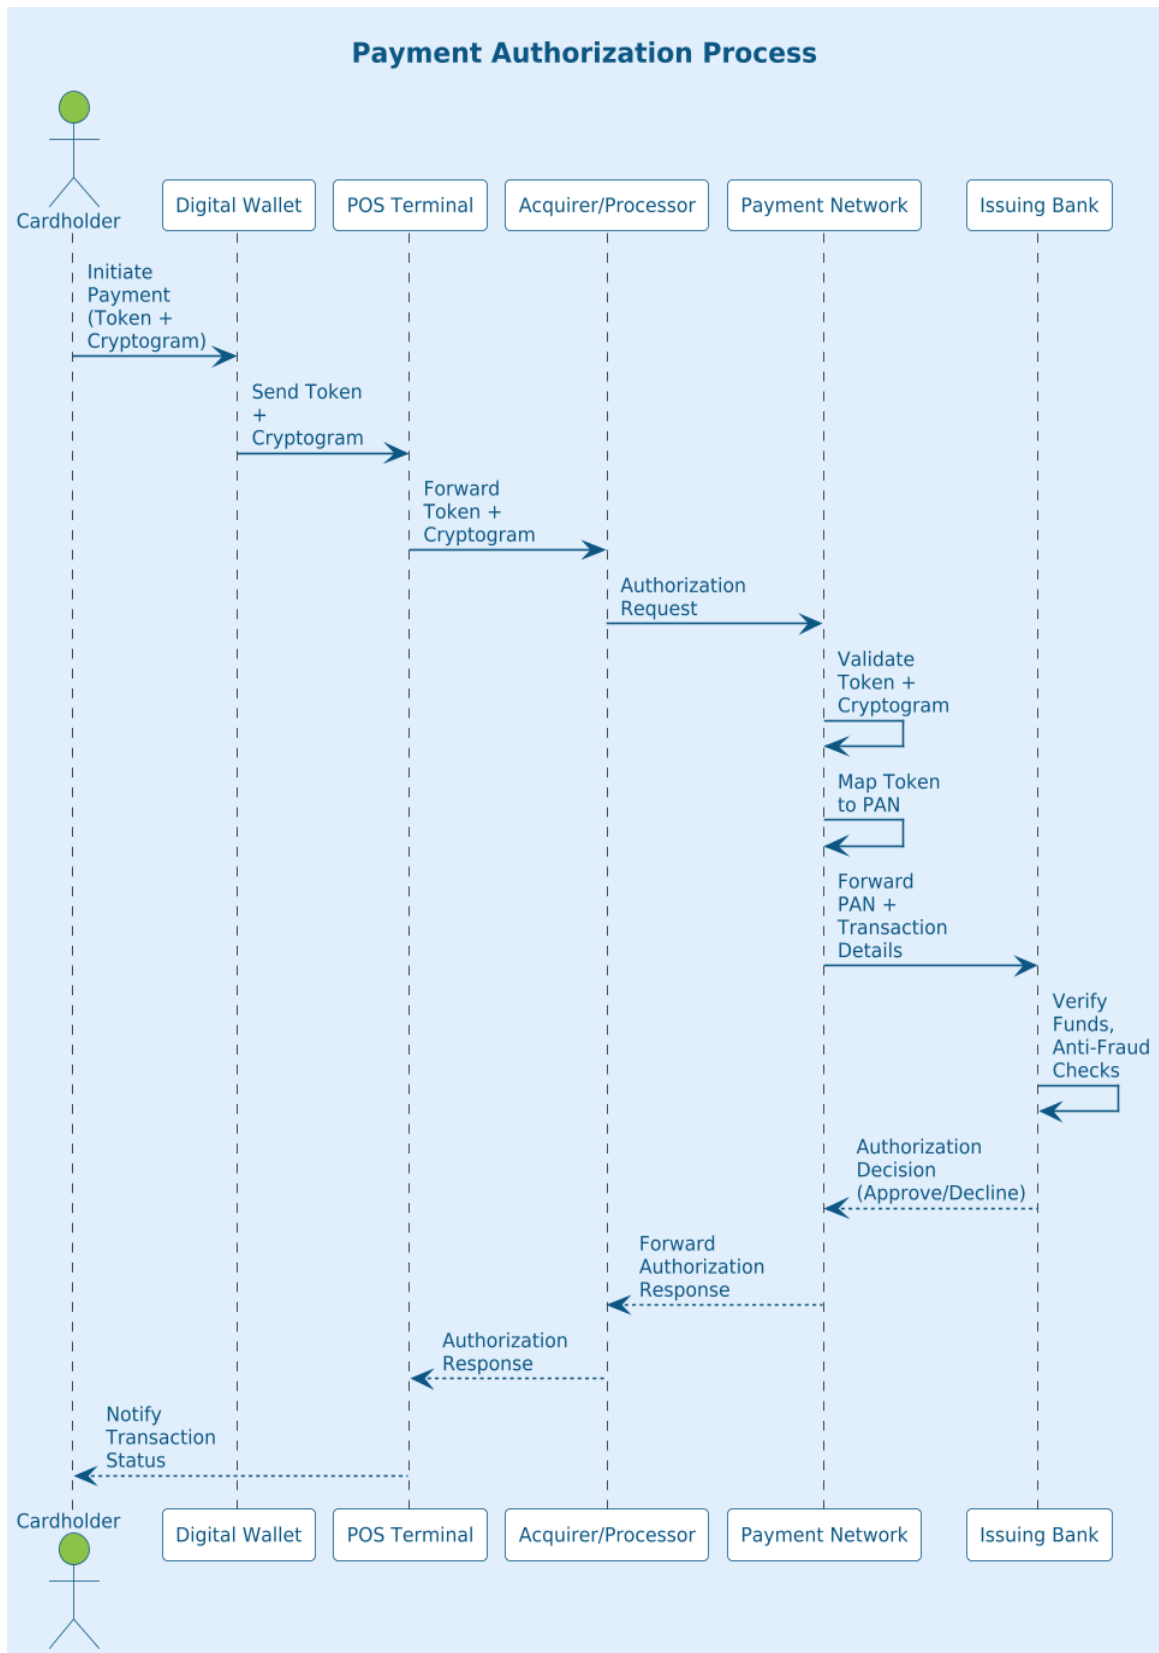 Payment Authorization Process
Cardholder
Digital Wallet
POS Terminal
Acquirer/Processor
Payment Network
Issuing Bank
Initiate
Payment
(Token +
Cryptogram)
Send Token
+
Cryptogram
Forward
Token +
Cryptogram
Authorization
Request
Validate
Token +
Cryptogram
Map Token
to PAN
Forward
PAN +
Transaction
Details
Verify
Funds,
Anti-Fraud
Checks
Authorization
Decision
(Approve/Decline)
Forward
Authorization
Response
Authorization
Response
Notify
Transaction
Status
Cardholder
Digital Wallet
POS Terminal
Acquirer/Processor
Payment Network
Issuing Bank